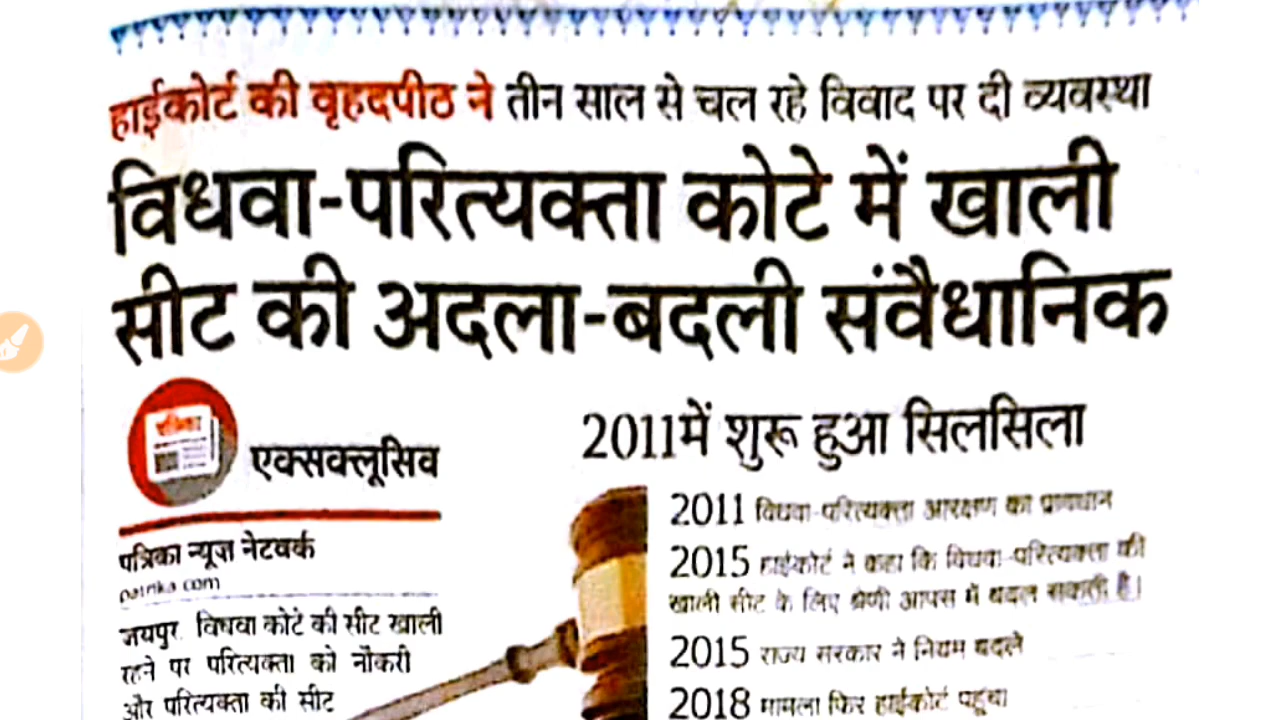 हाईकोर्ट की वृहदपीठ ने तीन साल से चल रहे विवाद पर दी व्यवस्था
विधवा-परित्यक्ता कोटे में खाली
सीट की अदला-बदली संवैधानिक
एक्सक्लूसिव
पत्रिका न्यूज़ नेटवर्क
patrika.com
जयपुर. विधवा कोटे की सीट खाली
रहने पर परित्यक्ता को नौकरी
और परित्यक्ता की सीट
2011में शुरू हुआ सिलसिला
2011 विधवा-परित्यक्ता आरक्षण का प्रावधान
2015 हाईकोर्ट ने कहा कि विधवा-परित्यक्ता की
खाली सीट के लिए श्रेणी आपस में बदल सकती है।
2015 राज्य सरकार ने नियम बदले
2018 मामला फिर हाईकोर्ट पहुंचा